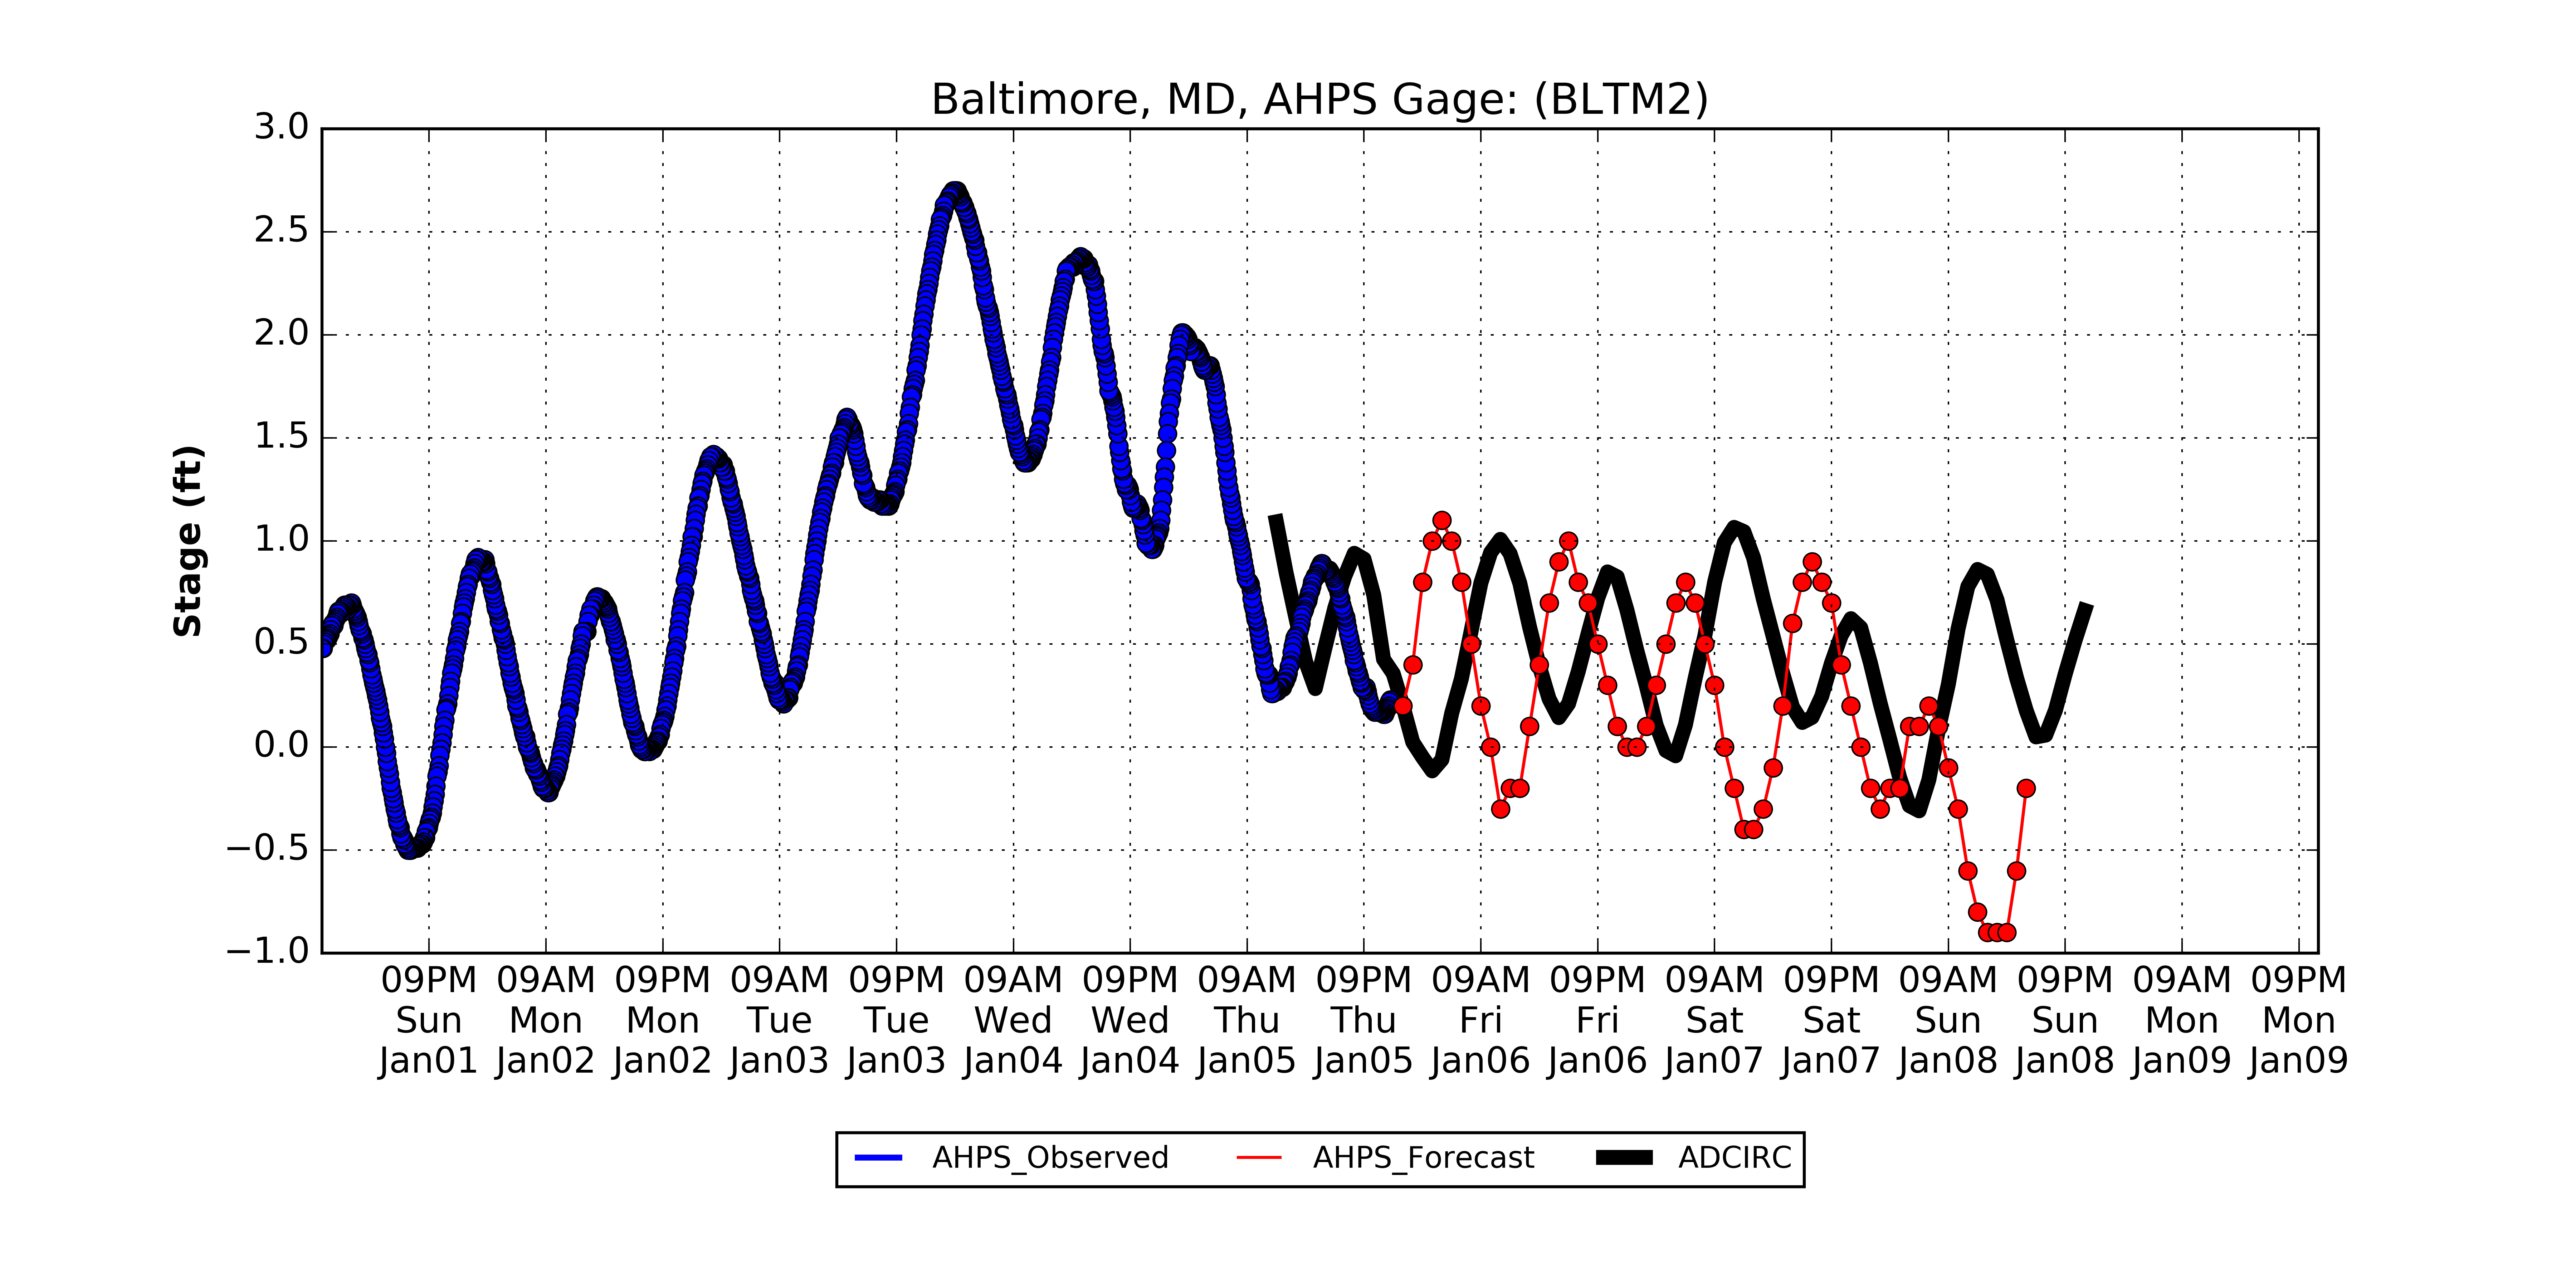 Baltimore, MD, AHPS Gage: (BLTM2)
3.0
2.5
2.0
1.5
1.0
0.5
0.0
−0.5
−1.0
Stage (ft)
09PM 09AM 09PM 09AM 09PM 09AM 09PM 09AM 09PM 09AM 09PM 09AM 09PM 09AM 09PM 09AM 09PM
Sun Mon Mon Tue Tue Wed Wed Thu Thu Fri Fri Sat Sat Sun Sun Mon Mon
Jan01 Jan02 Jan02 Jan03 Jan03 Jan04 Jan04 Jan05 Jan05 Jan06 Jan06 Jan07 Jan07 Jan08 Jan08 Jan09 Jan09
AHPS_Observed AHPS_Forecast ADCIRC